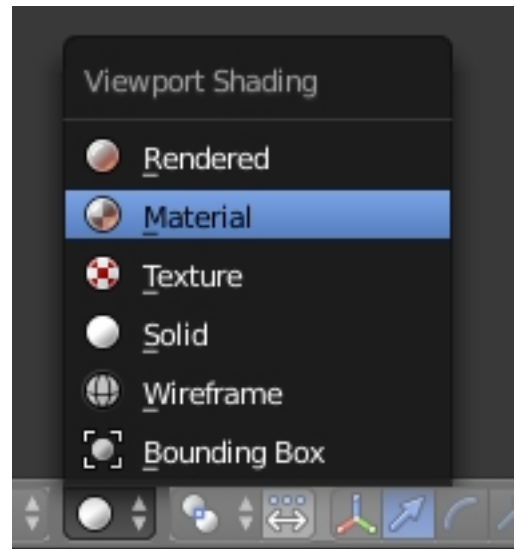 Viewport Shading
Rendered
Material
Texture
Solid
Wireframe
Bounding Box